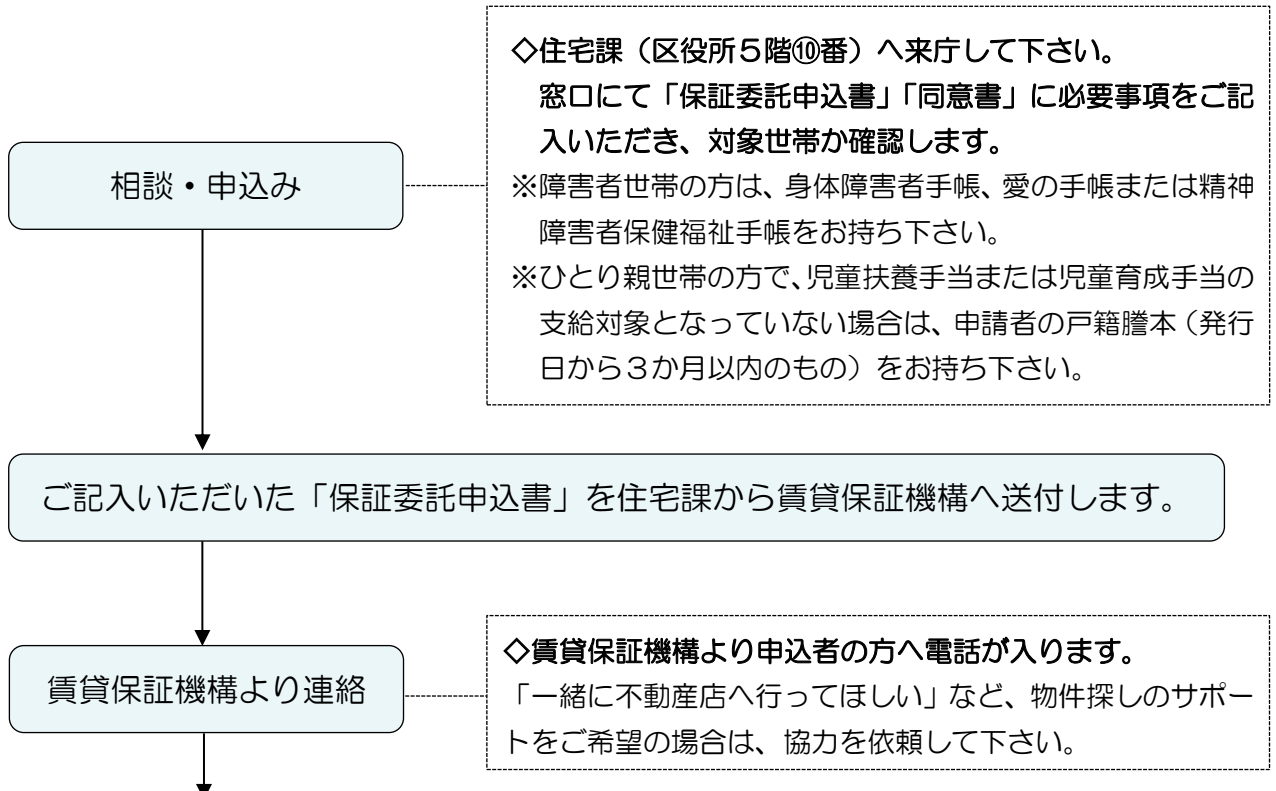 ◇住宅課（区役所５階⑩番）へ来庁して下さい。
窓口にて「保証委託申込書」「同意書」に必要事項をご記
入いただき、対象世帯か確認します。
※障害者世帯の方は、身体障害者手帳、愛の手帳または精神
障害者保健福祉手帳をお持ち下さい。
※ひとり親世帯の方で、児童扶養手当または児童育成手当の
支給対象となっていない場合は、申請者の戸籍謄本（発行
日から３か月以内のもの）をお持ち下さい。
相談・申込み
ご記入いただいた「保証委託申込書」を住宅課から賃貸保証機構へ送付します。
賃貸保証機構より連絡
◇賃貸保証機構より申込者の方へ電話が入ります。
「一緒に不動産店へ行ってほしい」など、物件探しのサポー
トをご希望の場合は、協力を依頼して下さい。